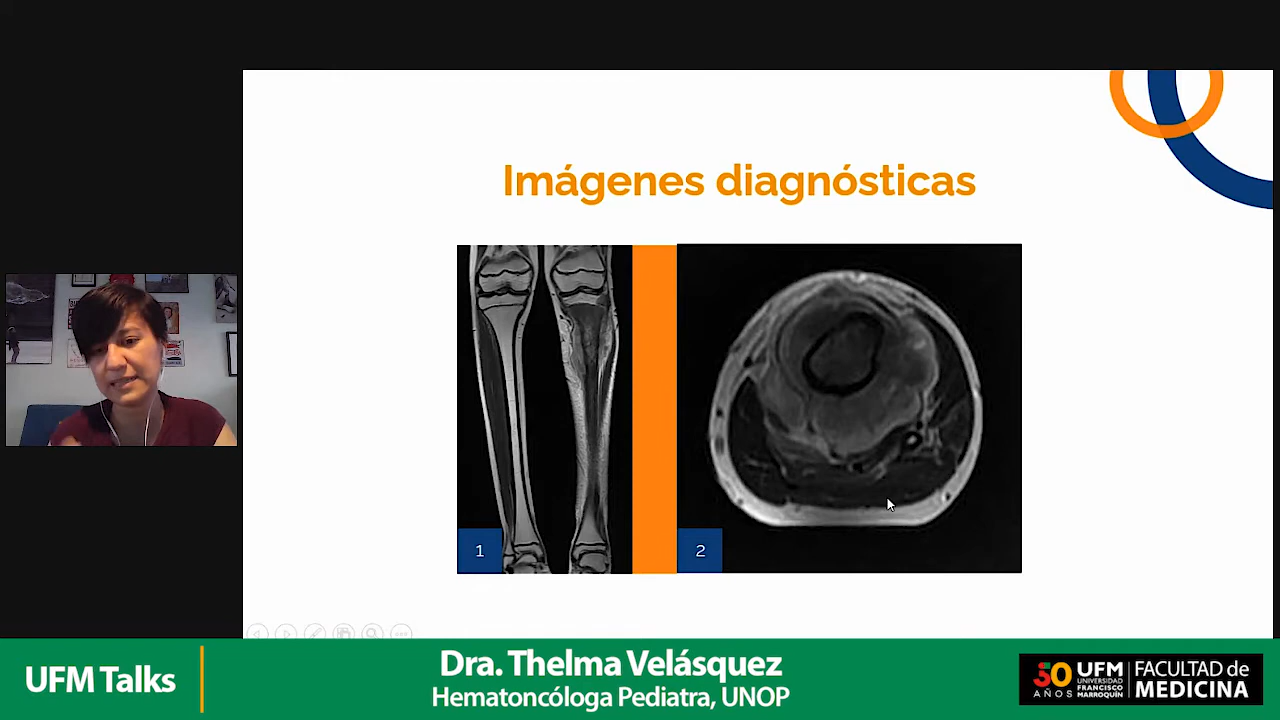 Imágenes diagnósticas
1
2
UFM Talks
Dra. Thelma Velásquez
Hematoncóloga Pediatra, UNOP
50
AÑOS
UFM
UNIVERSIDAD
FRANCISCO
MARROQUÍN
FACULTAD de
MEDICINA